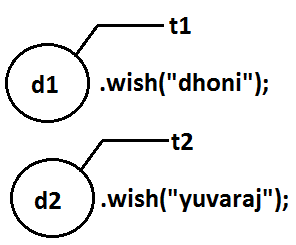 t1
d1 .wish("dhoni");
t2
d2 .wish("yuvaraj");